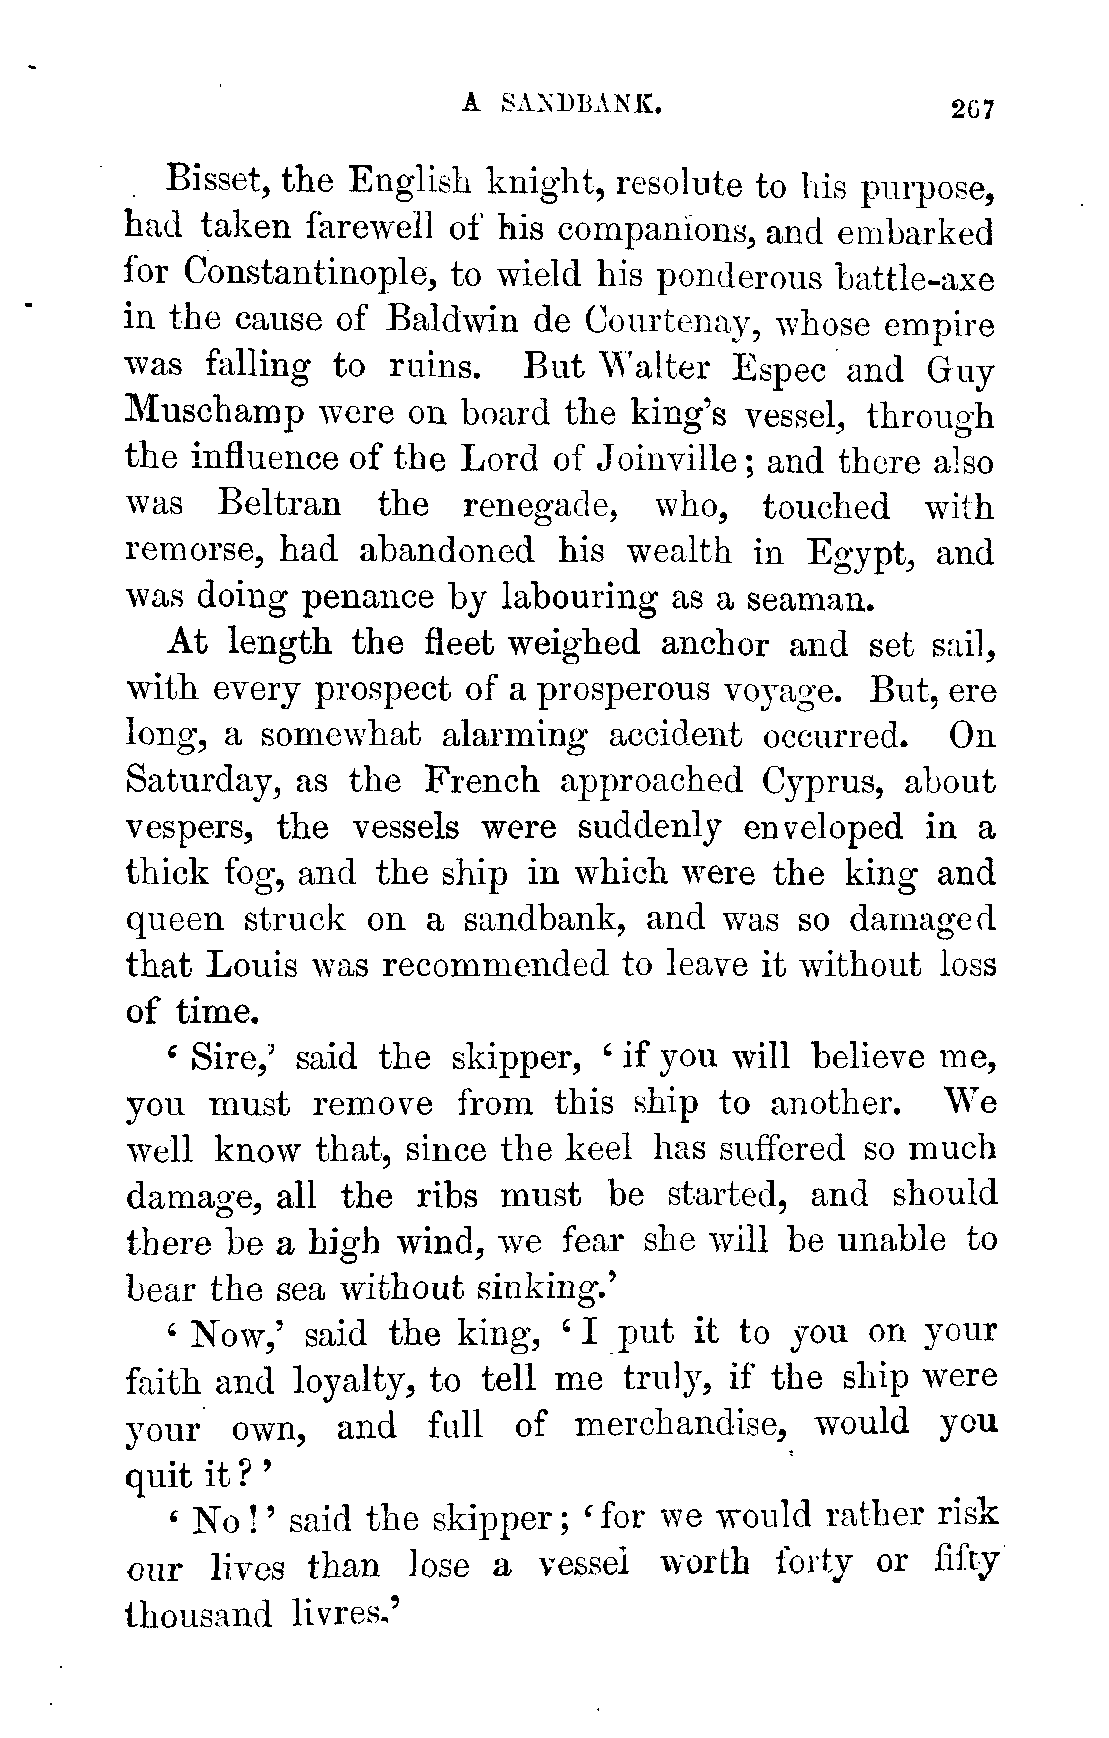 A SANDBANK. 267
Bisset, the English knight, resolute to his purpose,
had taken farewell of his companions, and embarked
for Constantinople, to wield his ponderous battle-axe
in the cause of Baldwin de Courtenay, whose empire
was falling to ruins. But Walter Espec and Guy
Muschamp were on board the king's vessel, through
the influence of the Lord of Joinville; and there also
was Beltran the renegade, who, touched with
remorse, had abandoned his wealth in Egypt, and
was doing penance by labouring as a seaman.
At length the fleet weighed anchor and set sail,
with every prospect of a prosperous voyage. But, ere
long, a somewhat alarming accident occurred. On
Saturday, as the French approached Cyprus, about
vespers, the vessels were suddenly enveloped in a
thick fog, and the ship in which were the king and
queen struck on a sandbank, and was so damaged
that Louis was recommended to leave it without loss
of time.
‘Sire,’ said the skipper, ‘if you will believe me,
you must remove from this ship to another. We
well know that, since the keel has suffered so much
damage, all the ribs must be started, and should
there be a high wind, we fear she will be unable to
bear the sea without sinking.’
‘Now,’ said the king, ‘I put it to you on your
faith and loyalty, to tell me truly, if the ship were
your own, and full of merchandise, would you
quit it?’
‘No!’ said the skipper; ‘for we would rather risk
our lives than lose a vessel worth forty or fifty
thousand livres.’